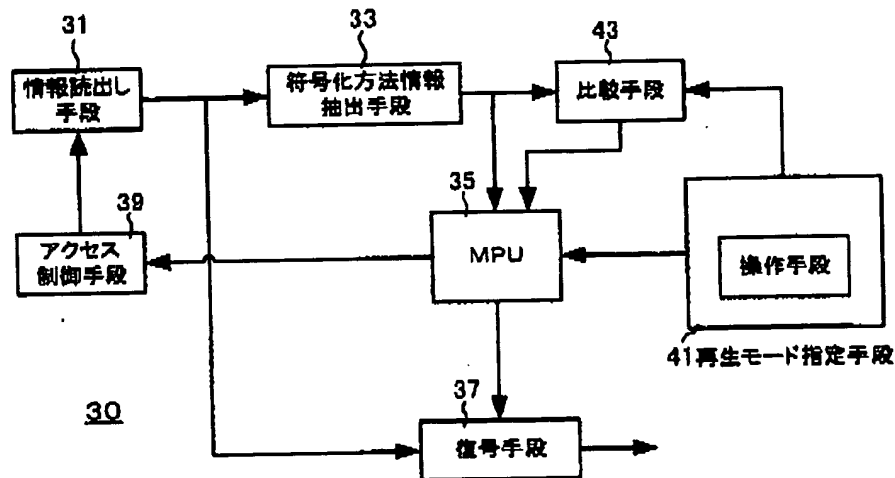 31
情報読出し
手段
33
符号化方法情報
抽出手段
43
比較手段
35
MPU
39
アクセス
制御手段
操作手段
41再生モード指定手段
37
復号手段
30